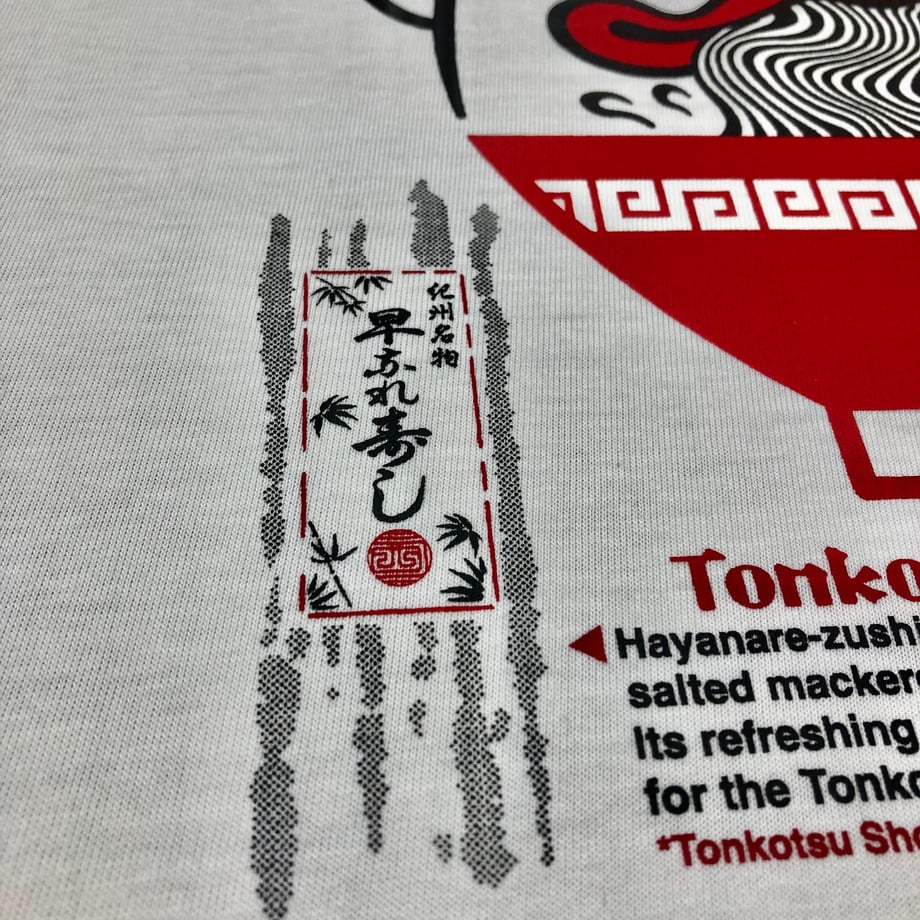 紀州名物
早なれ寿し
Tonko
Hayanare-zushi
salted macker
Its refreshing
for the Tonko
*Tonkotsu Sho